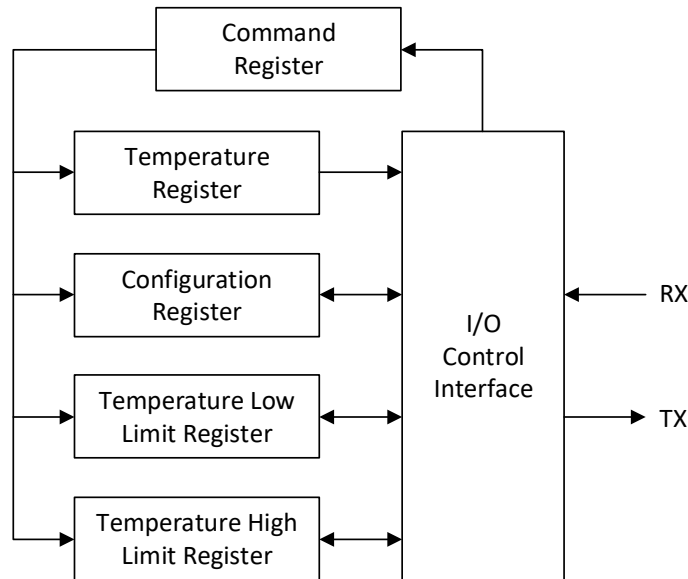 Command
Register
Temperature
Register
Configuration
Register
Temperature Low
Limit Register
Temperature High
Limit Register
I/O
Control
Interface
RX
TX